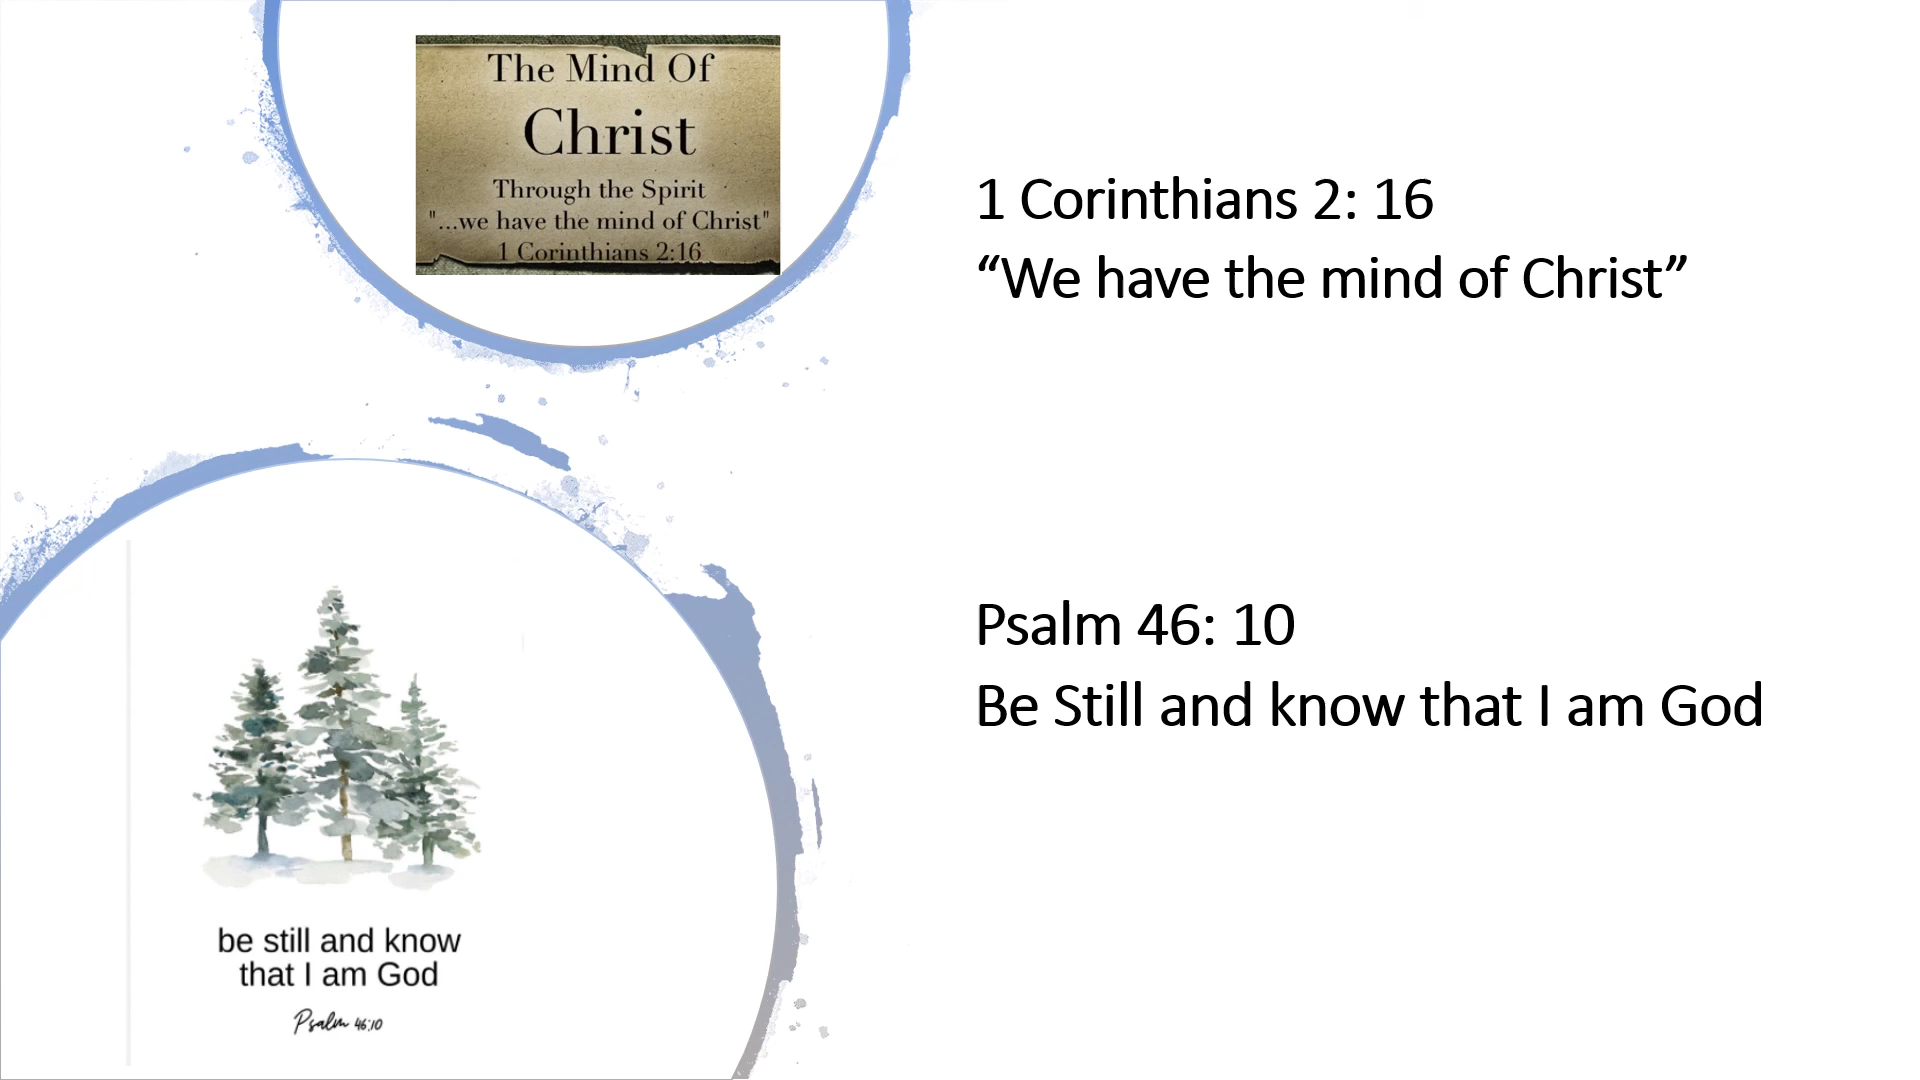 The Mind Of
Christ
Through the Spirit
"...we have the mind of Christ"
1 Corinthians 2:16
1 Corinthians 2: 16
“We have the mind of Christ”
be still and know
that I am God
Psalm 46:10
Psalm 46: 10
Be Still and know that I am God